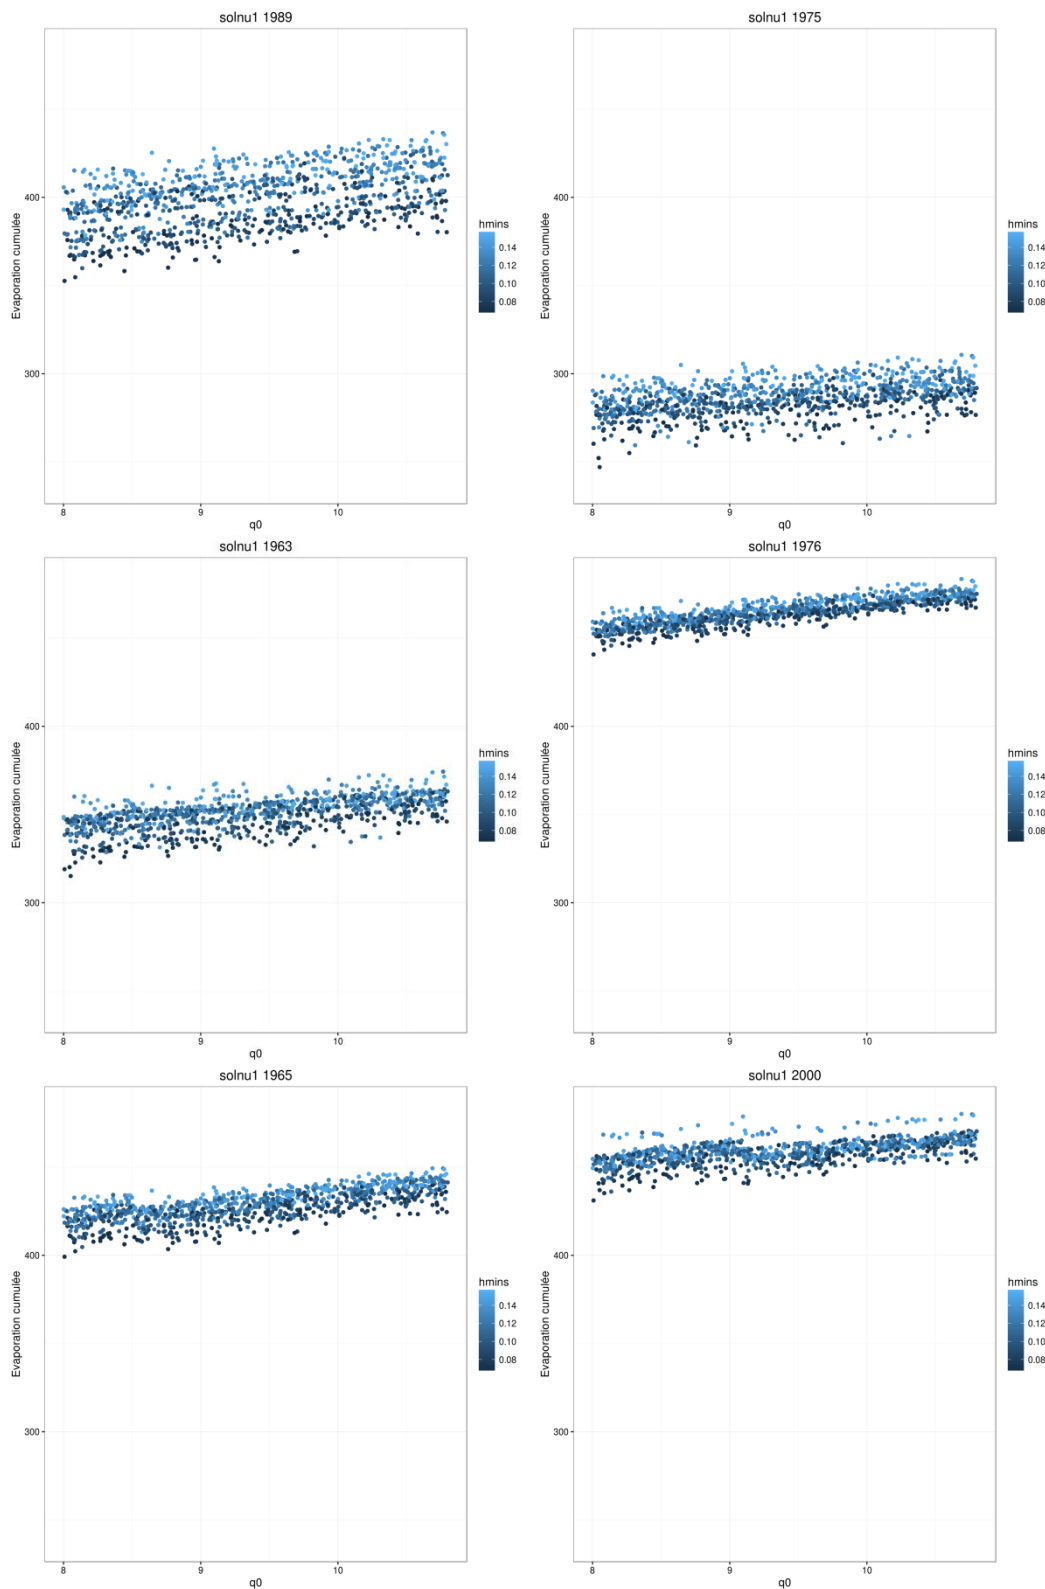 solnu1 1989
Evaporation cumulée
400
300
8 9 10
q0
hmins
0.14
0.12
0.10
0.08
solnu1 1975
Evaporation cumulée
400
300
8 9 10
q0
hmins
0.14
0.12
0.10
0.08
solnu1 1963
Evaporation cumulée
400
300
8 9 10
q0
hmins
0.14
0.12
0.10
0.08
solnu1 1976
Evaporation cumulée
400
300
8 9 10
q0
hmins
0.14
0.12
0.10
0.08
solnu1 1965
Evaporation cumulée
400
300
8 9 10
q0
hmins
0.14
0.12
0.10
0.08
solnu1 2000
Evaporation cumulée
400
300
8 9 10
q0
hmins
0.14
0.12
0.10
0.08